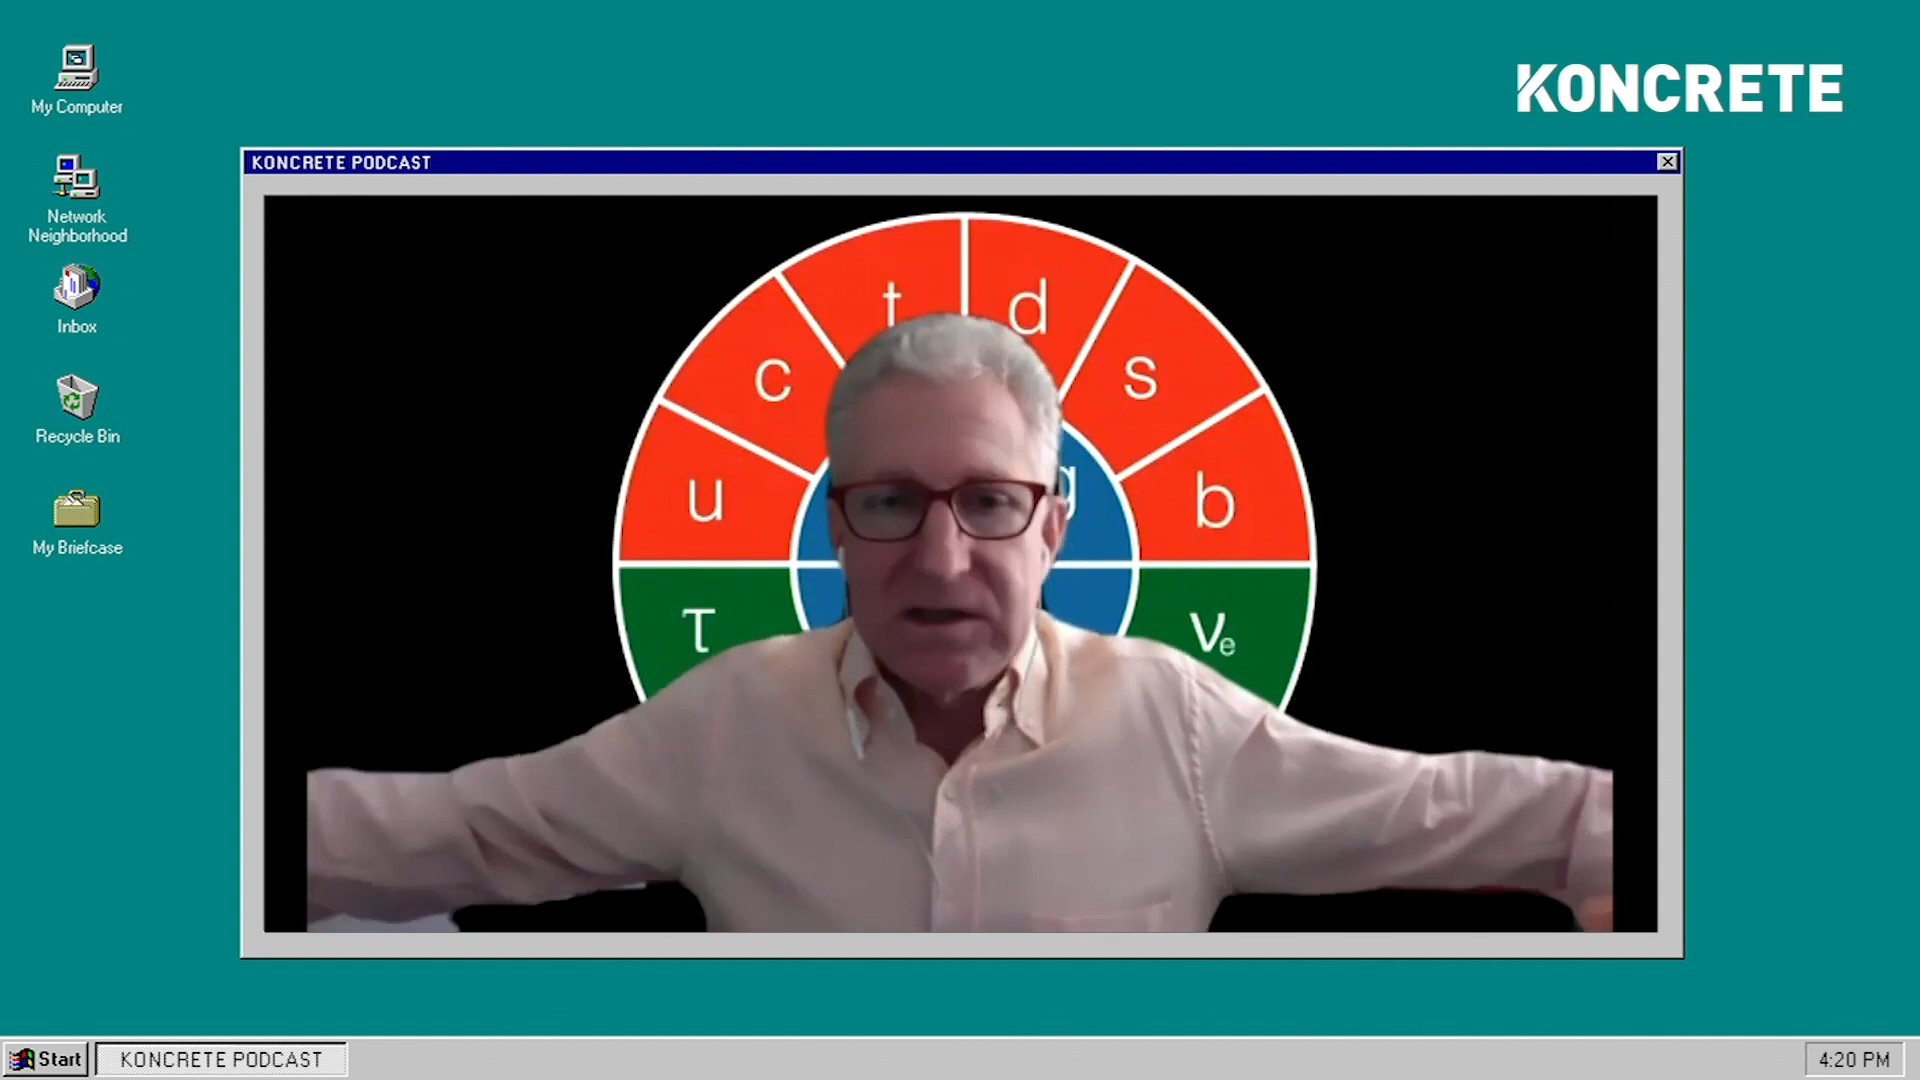 My Computer
Network
Neighborhood
Inbox
Recycle Bin
My Briefcase
KONCRETE
KONCRETE PODCAST
t
d
c
s
u
g
b
τ
νe
Start
KONCRETE PODCAST
4:20 PM